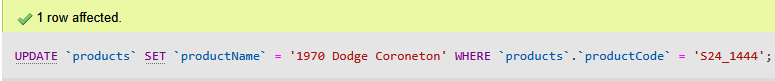 1 row affected.
UPDATE `products` SET `productName` = '1970 Dodge Coroneton' WHERE `products`.`productCode` = 'S24_1444';